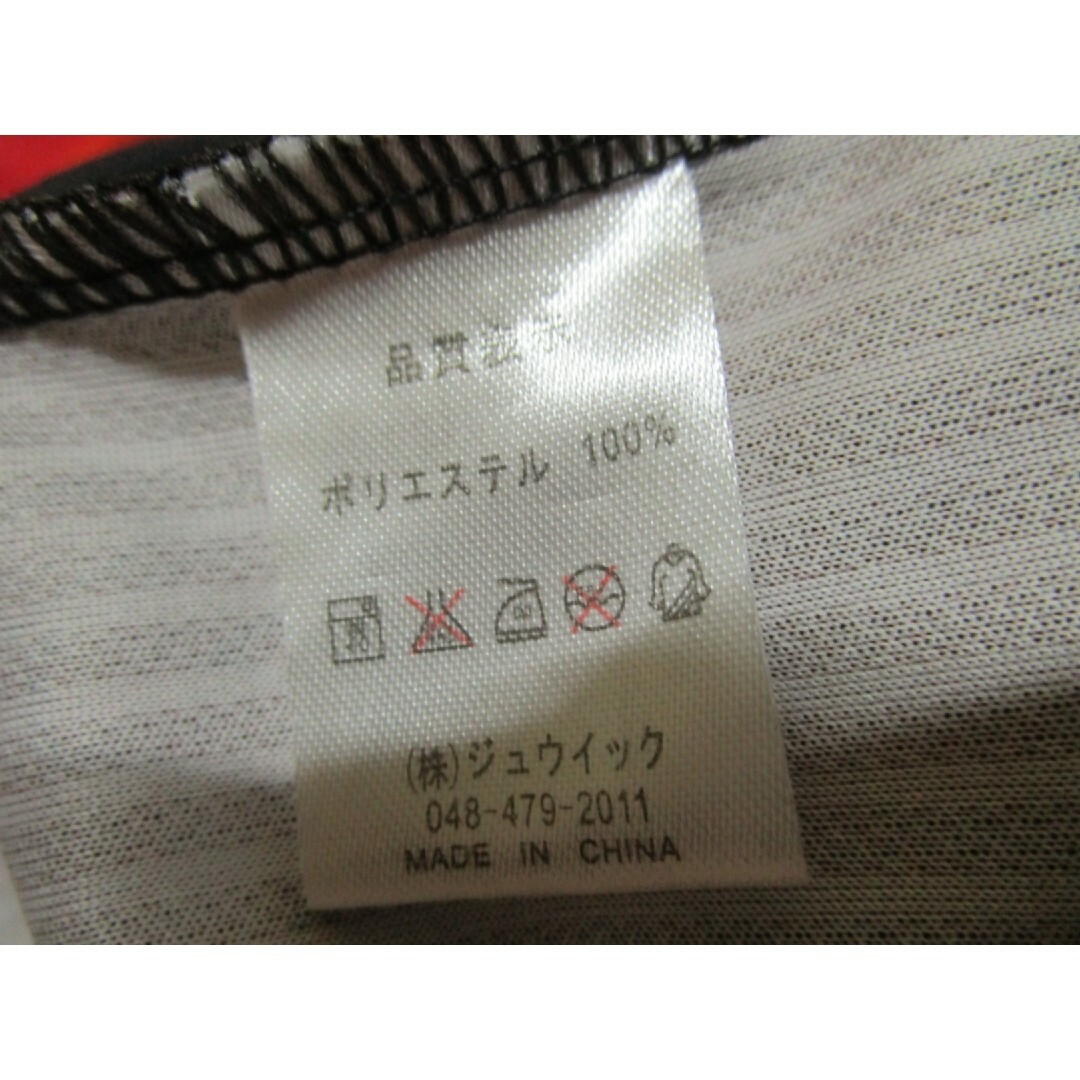 品質表示
ポリエステル 100%
(株)ジュウイック
048-479-2011
MADE IN CHINA